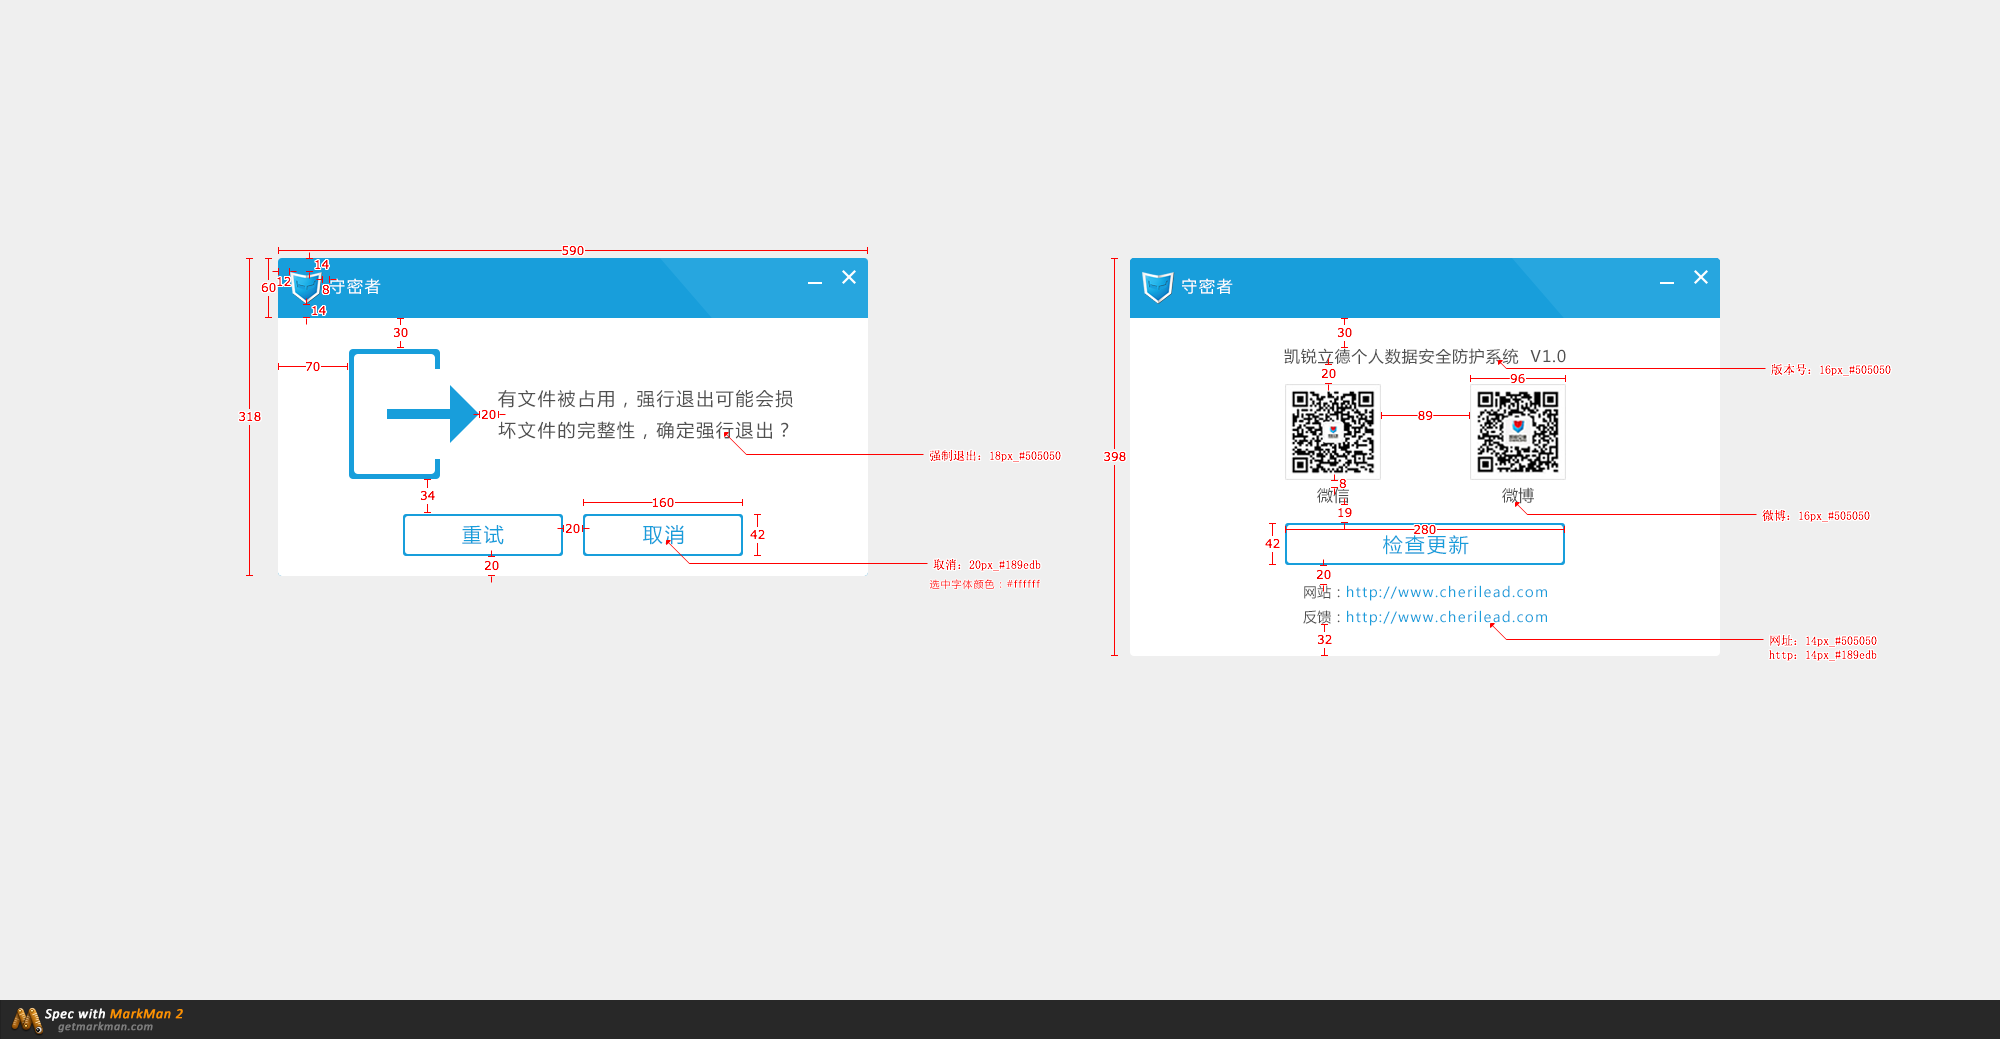 590
14
12
60
8
守密者
14
30
70
318
有文件被占用，强行退出可能会损
20
坏文件的完整性，确定强行退出？
强制退出：18px_#505050
34
160
重试
20
取消
42
20
取消：20px_#189edb
选中字体颜色：#ffffff
守密者
30
凯锐立德个人数据安全防护系统 V1.0
版本号：16px_#505050
20
96
89
398
8
微信
微博
19
微博：16px_#505050
280
42
检查更新
20
网站：http://www.cherilead.com
反馈：http://www.cherilead.com
32
网址：14px_#505050
http：14px_#189edb
Spec with MarkMan 2
getmarkman.com